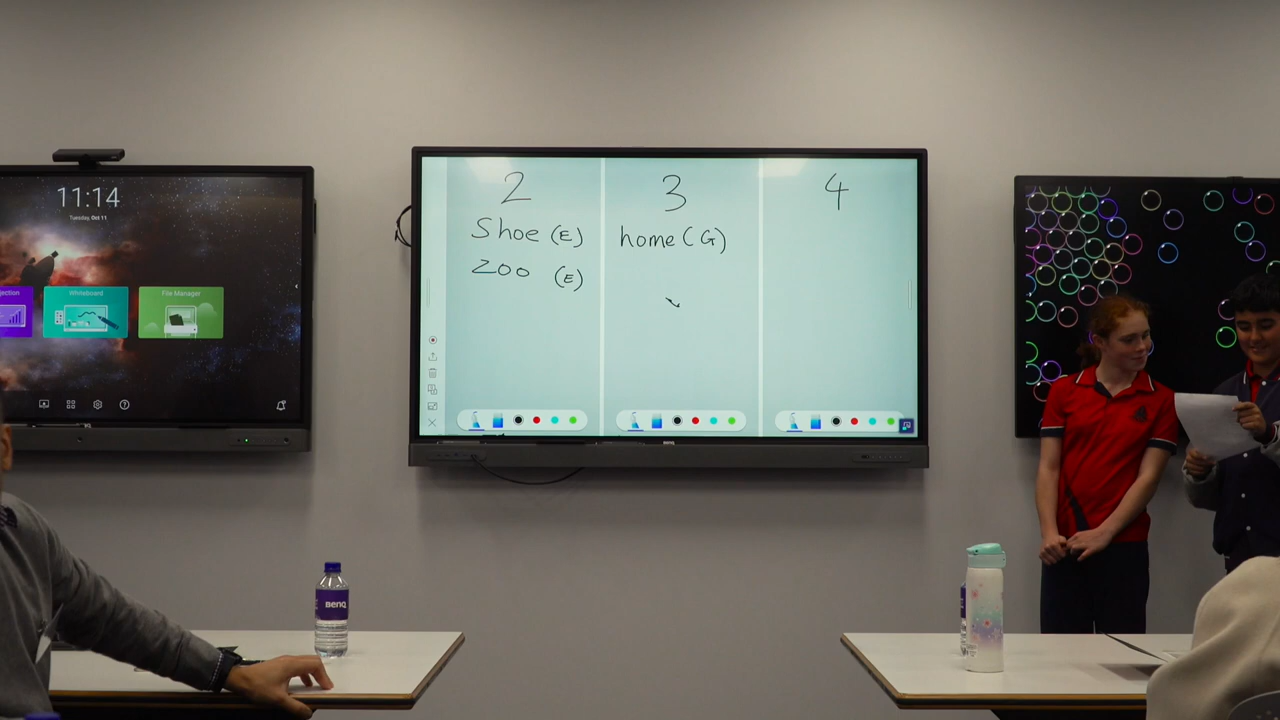 11:14
Tuesday, Oct 11
Whiteboard
File Manager
2
Shoe (E)
Zoo (E)
3
home (G)
4
BenQ